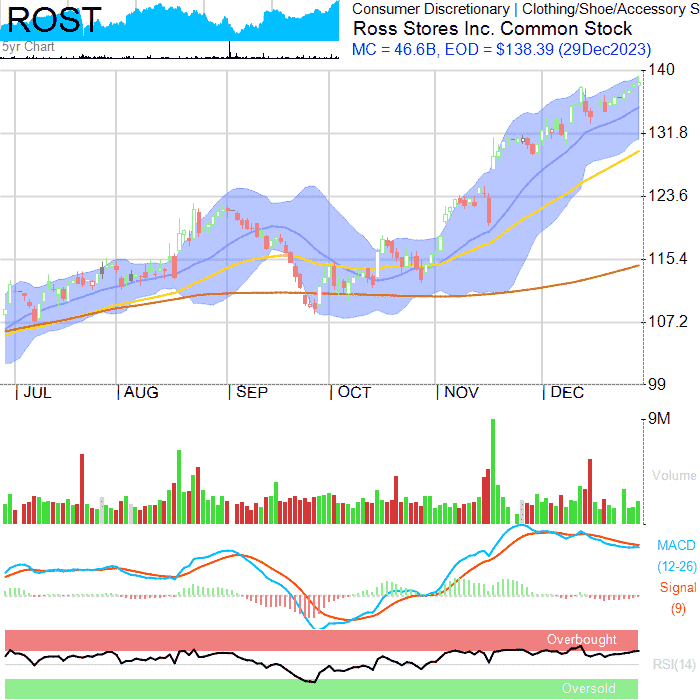 ROST
5yr Chart
Consumer Discretionary | Clothing/Shoe/Accessory S
Ross Stores Inc. Common Stock
MC = 46.6B, EOD = $138.39 (29Dec2023)
140
131.8
123.6
115.4
107.2
99
JUL AUG SEP OCT NOV DEC
9M
Volume
MACD
(12-26)
Signal
(9)
Overbought
RSI(14)
Oversold